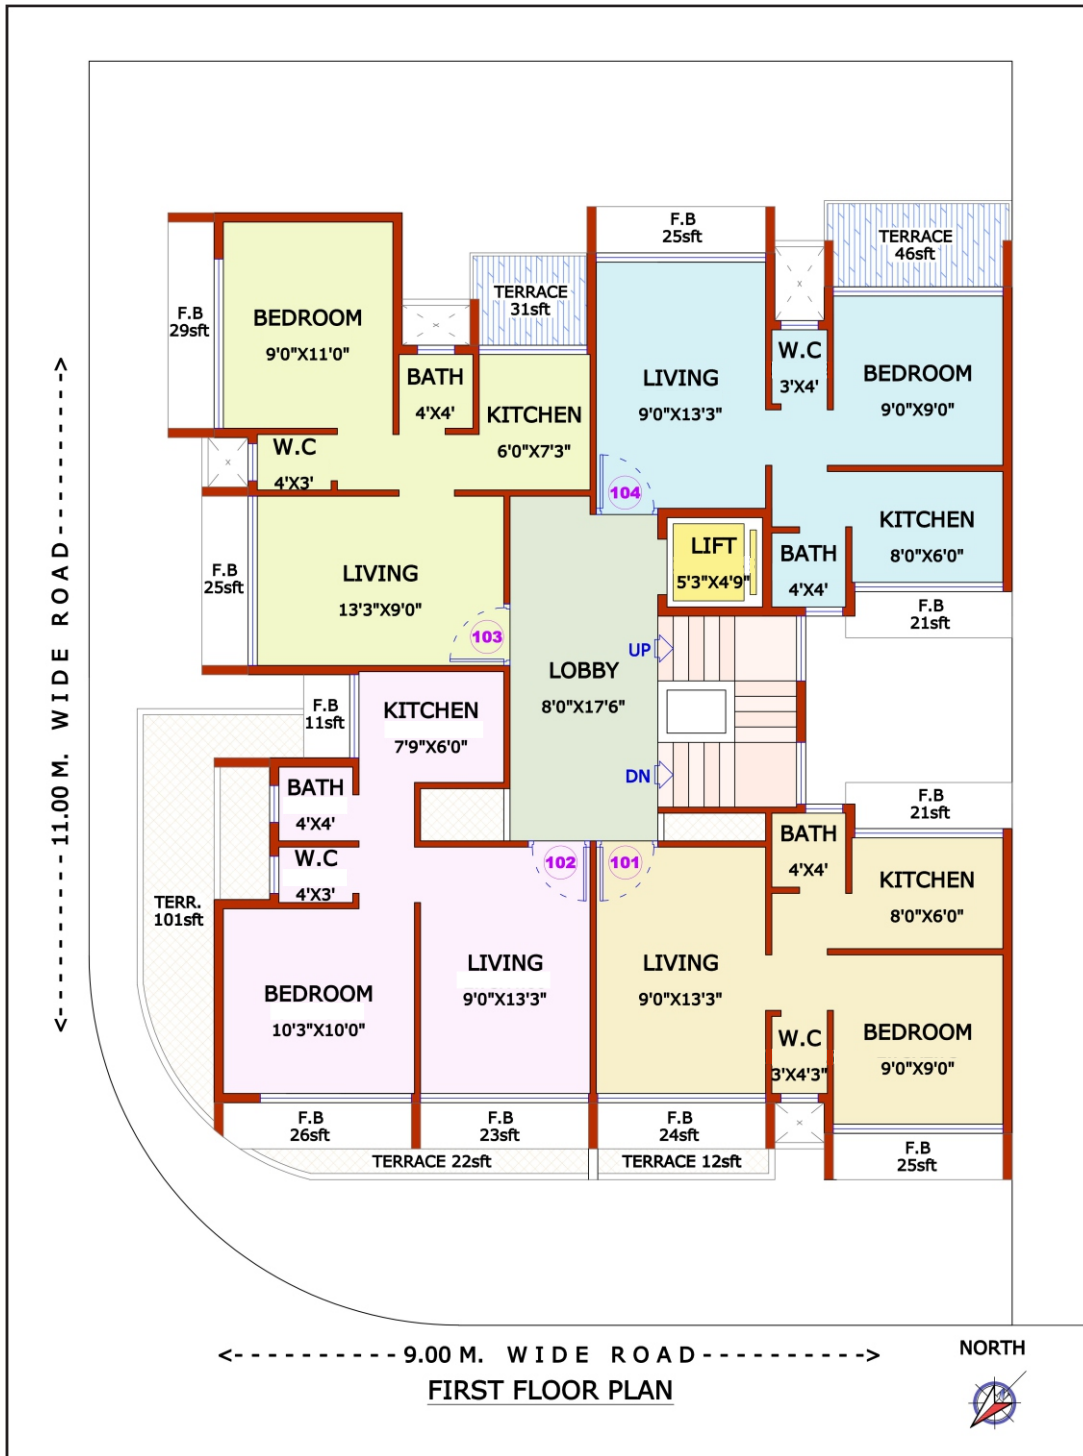 F.B
25sft
TERRACE
46sft
F.B
29sft
BEDROOM
9'0"X11'0"
TERRACE
31sft
BATH
4'X4'
KITCHEN
6'0"X7'3"
W.C
4'X3'
LIVING
9'0"X13'3"
W.C
3'X4'
BEDROOM
9'0"X9'0"
104
KITCHEN
8'0"X6'0"
BATH
4'X4'
LIFT
5'3"X4'9"
F.B
21sft
F.B
25sft
LIVING
13'3"X9'0"
103
LOBBY
8'0"X17'6"
UP
DN
F.B
11sft
KITCHEN
7'9"X6'0"
BATH
4'X4'
W.C
4'X3'
TERR.
101sft
102
101
BEDROOM
10'3"X10'0"
LIVING
9'0"X13'3"
LIVING
9'0"X13'3"
F.B
21sft
BATH
4'X4'
KITCHEN
8'0"X6'0"
W.C
3'X4'3"
BEDROOM
9'0"X9'0"
F.B
26sft
F.B
23sft
F.B
24sft
F.B
25sft
TERRACE 22sft
TERRACE 12sft
11.00 M. WIDE ROAD
9.00 M. WIDE ROAD
FIRST FLOOR PLAN
NORTH